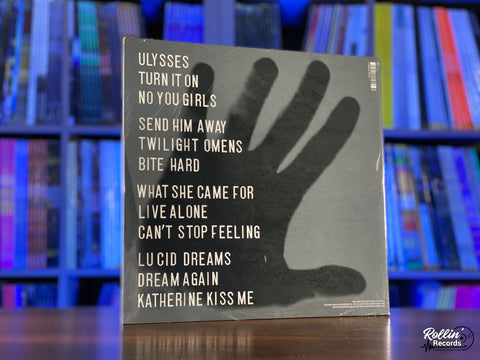 ULYSSES
TURN IT ON
NO YOU GIRLS
SEND HIM AWAY
TWILIGHT OMENS
BITE HARD
WHAT SHE CAME FOR
LIVE ALONE
CAN'T STOP FEELING
LUCID DREAMS
DREAM AGAIN
KATHERINE KISS ME
Rollin'
Records